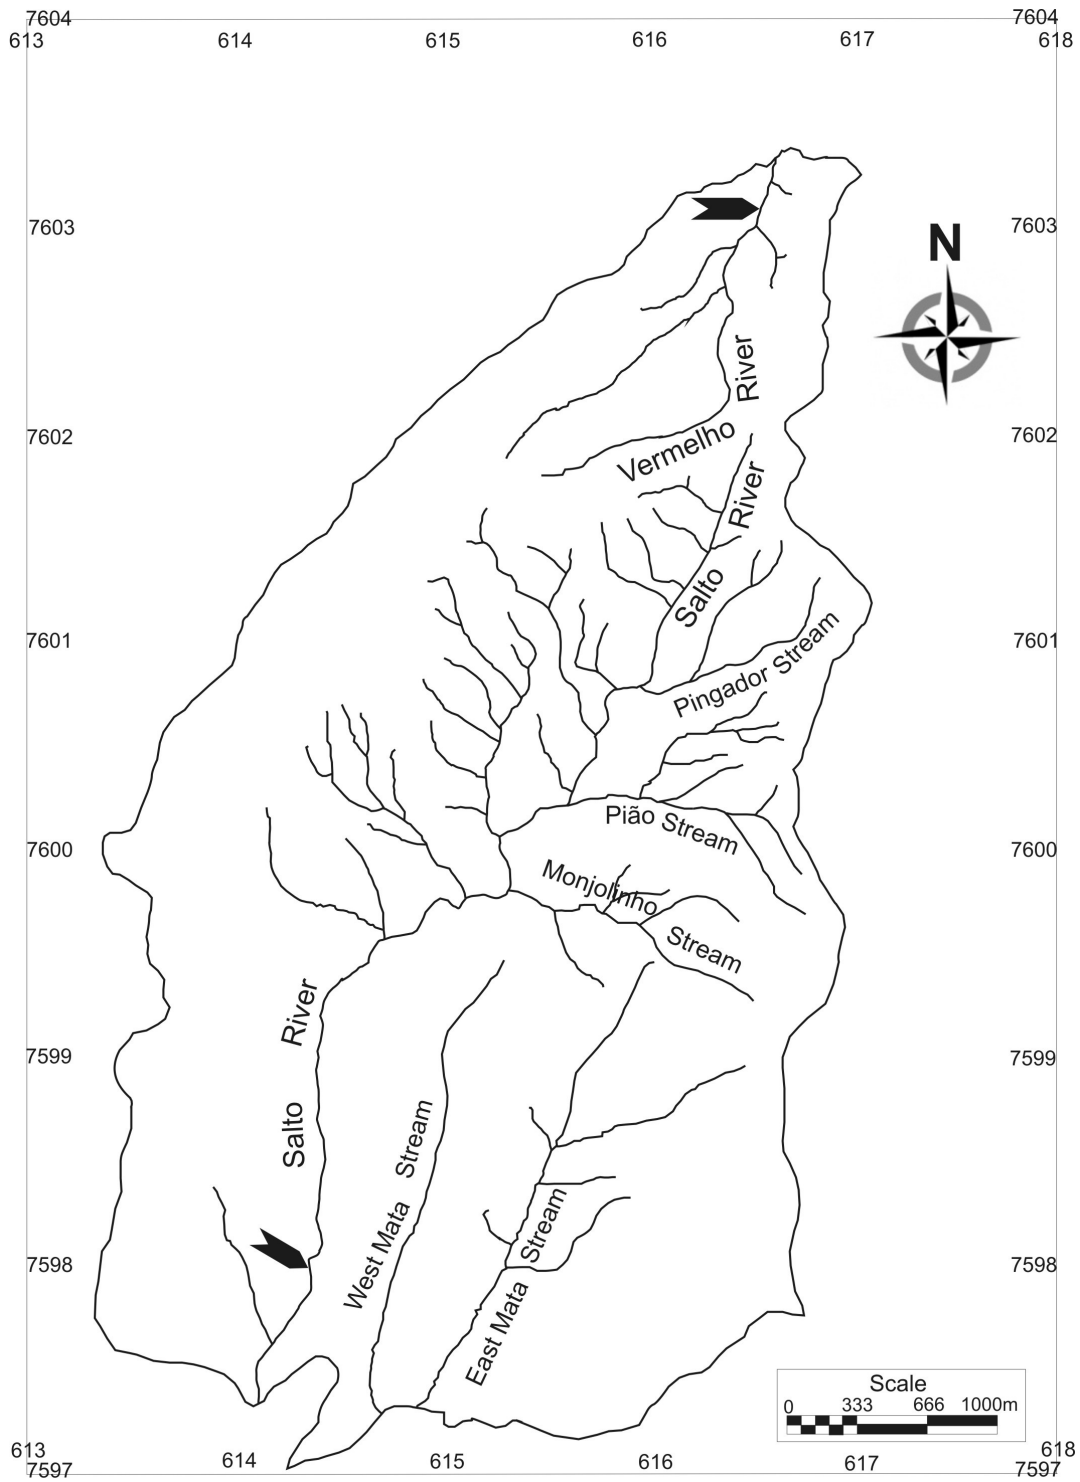 7604 7604
613 614 615 616 617 618
7603 7603
N
River
7602 7602
Vermelho
River
Salto
7601 7601
Pingador Stream
Pião Stream
7600 7600
Monjolinho
Stream
River
7599 7599
Salto
Stream
West Mata
Stream
7598 7598
East Mata
Scale
0 333 666 1000m
613 614 615 616 617 618
7597 7597